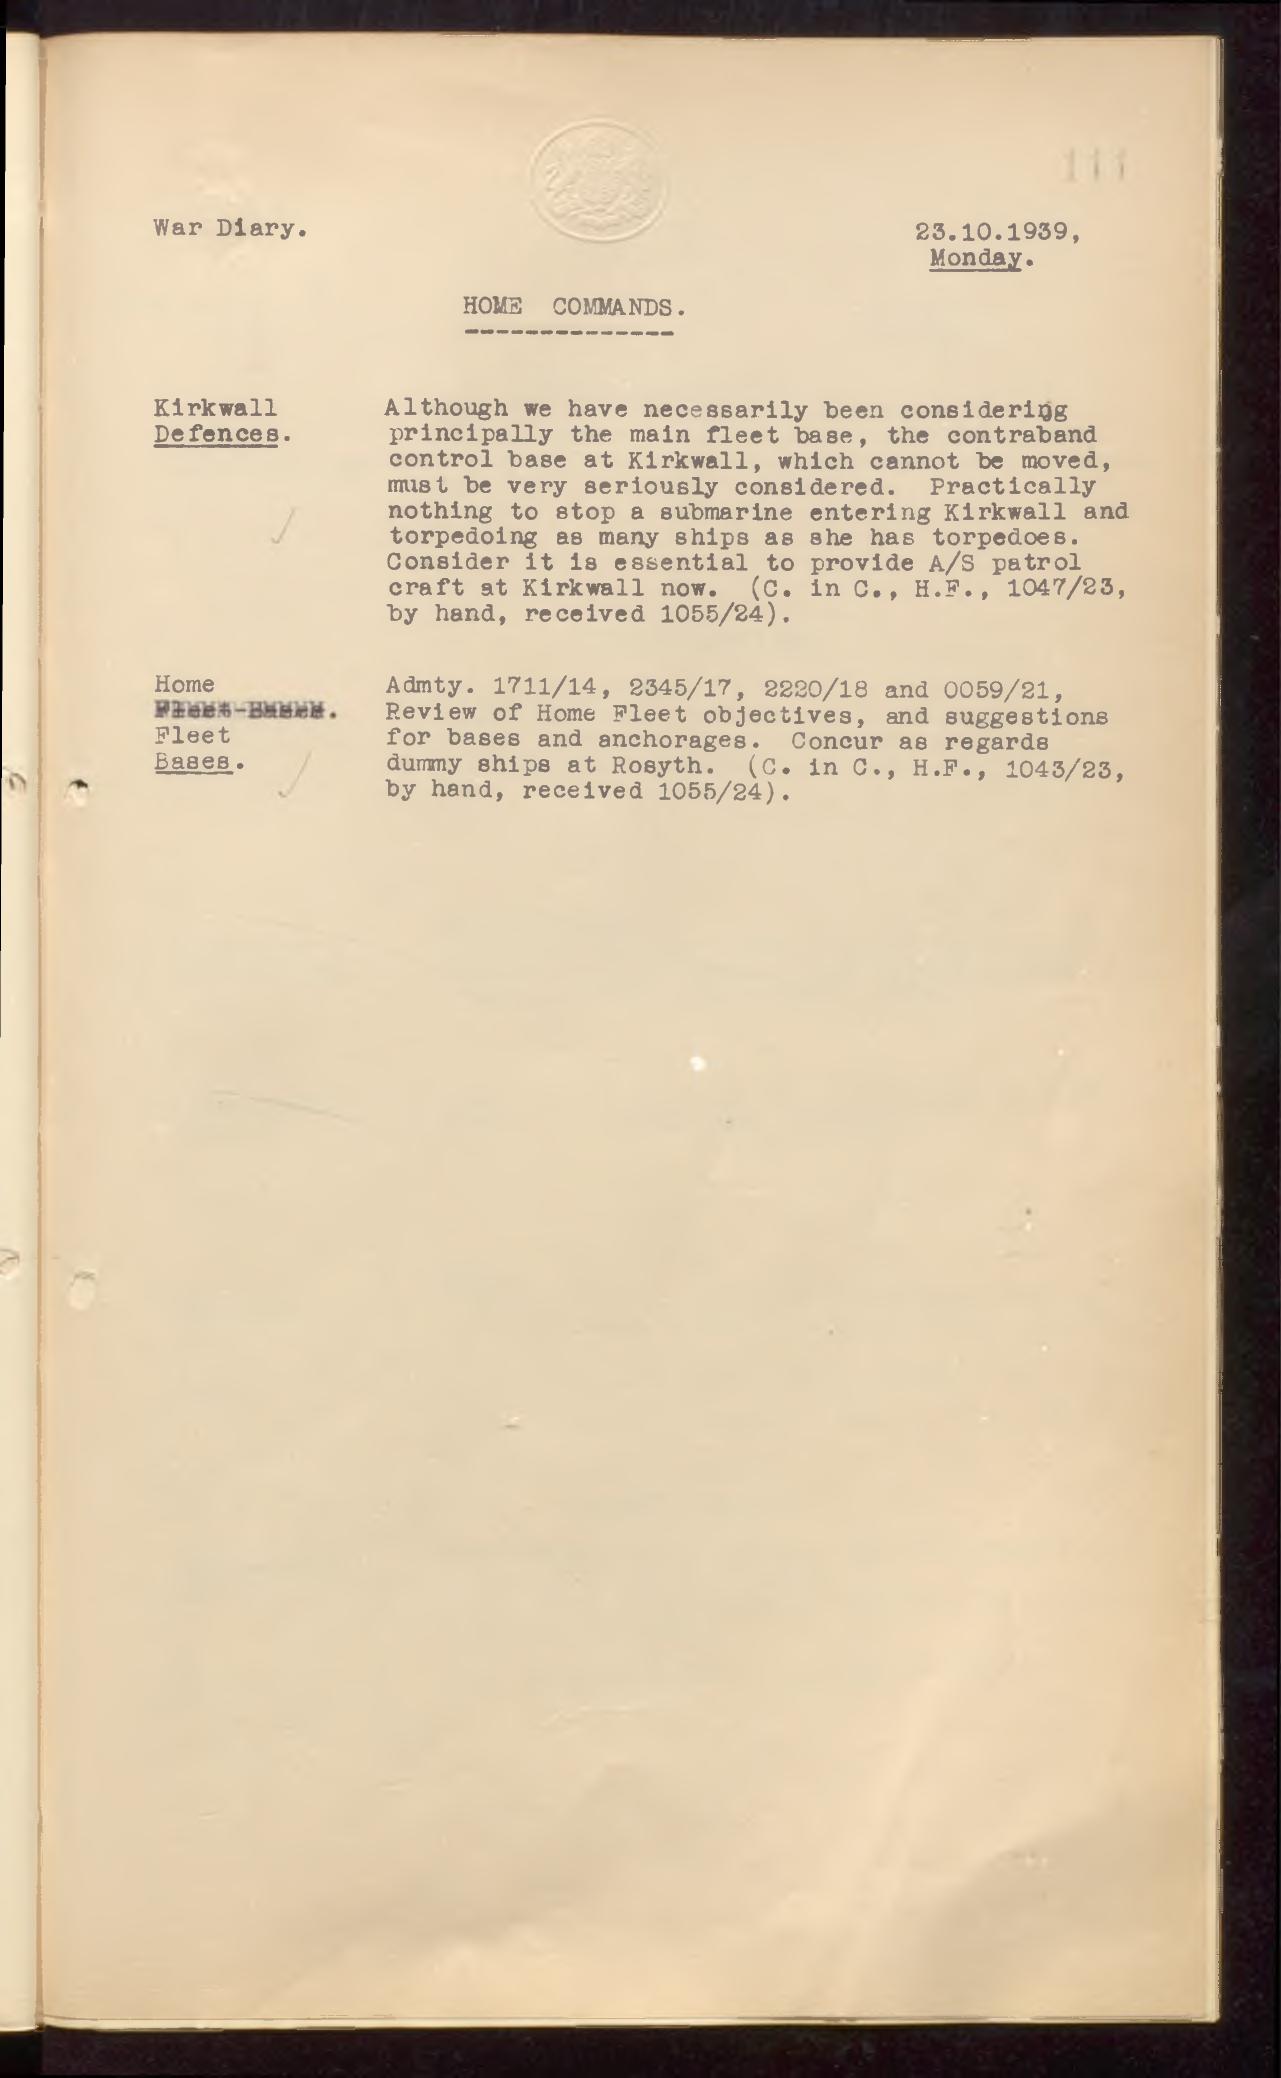 111
War Diary.
23.10.1939,
Monday.
HOME COMMANDS.
---------------
Kirkwall
Defences.
Although we have necessarily been considering
principally the main fleet base, the contraband
control base at Kirkwall, which cannot be moved,
must be very seriously considered. Practically
nothing to stop a submarine entering Kirkwall and
torpedoing as many ships as she has torpedoes.
Consider it is essential to provide A/S patrol
craft at Kirkwall now. (C. in C., H.F., 1047/23,
by hand, received 1055/24).
Home
Fleet-Bases.
Fleet
Bases.
Admty. 1711/14, 2345/17, 2220/18 and 0059/21,
Review of Home Fleet objectives, and suggestions
for bases and anchorages. Concur as regards
dummy ships at Rosyth. (C. in C., H.F., 1043/23,
by hand, received 1055/24).